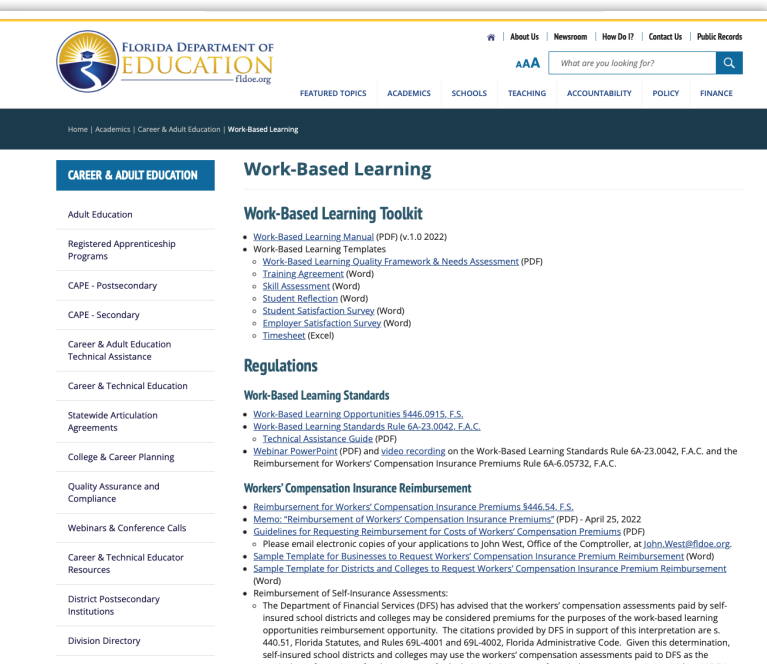 FLORIDA DEPARTMENT OF
EDUCATION
fldoe.org
About Us | Newsroom | How Do I? | Contact Us | Public Records
AAA
What are you looking for?
FEATURED TOPICS
ACADEMICS
SCHOOLS
TEACHING
ACCOUNTABILITY
POLICY
FINANCE
Home | Academics | Career & Adult Education | Work-Based Learning
CAREER & ADULT EDUCATION
Adult Education
Registered Apprenticeship
Programs
CAPE - Postsecondary
CAPE - Secondary
Career & Adult Education
Technical Assistance
Career & Technical Education
Statewide Articulation
Agreements
College & Career Planning
Quality Assurance and
Compliance
Webinars & Conference Calls
Career & Technical Educator
Resources
District Postsecondary
Institutions
Division Directory
Work-Based Learning
Work-Based Learning Toolkit
• Work-Based Learning Manual (PDF) (v.1.0 2022)
• Work-Based Learning Templates
○ Work-Based Learning Quality Framework & Needs Assessment (PDF)
○ Training Agreement (Word)
○ Skill Assessment (Word)
○ Student Reflection (Word)
○ Student Satisfaction Survey (Word)
○ Employer Satisfaction Survey (Word)
○ Timesheet (Excel)
Regulations
Work-Based Learning Standards
• Work-Based Learning Opportunities §446.0915, F.S.
• Work-Based Learning Standards Rule 6A-23.0042, F.A.C.
○ Technical Assistance Guide (PDF)
• Webinar PowerPoint (PDF) and video recording on the Work-Based Learning Standards Rule 6A-23.0042, F.A.C. and the
Reimbursement for Workers' Compensation Insurance Premiums Rule 6A-6.05732, F.A.C.
Workers' Compensation Insurance Reimbursement
• Reimbursement for Workers' Compensation Insurance Premiums §446.54, F.S.
• Memo: "Reimbursement of Workers' Compensation Insurance Premiums" (PDF) - April 25, 2022
• Guidelines for Requesting Reimbursement for Costs of Workers' Compensation Premiums (PDF)
○ Please email electronic copies of your applications to John West, Office of the Comptroller, at John.West@fldoe.org.
• Sample Template for Businesses to Request Workers' Compensation Insurance Premium Reimbursement (Word)
• Sample Template for Districts and Colleges to Request Workers' Compensation Insurance Premium Reimbursement
(Word)
• Reimbursement of Self-Insurance Assessments:
○ The Department of Financial Services (DFS) has advised that the workers' compensation assessments paid by self-
insured school districts and colleges may be considered premiums for the purposes of the work-based learning
opportunities reimbursement opportunity. The citations provided by DFS in support of this interpretation are s.
440.51, Florida Statutes, and Rules 69L-4001 and 69L-4002, Florida Administrative Code. Given this determination,
self-insured school districts and colleges may use the workers' compensation assessments paid to DFS as the